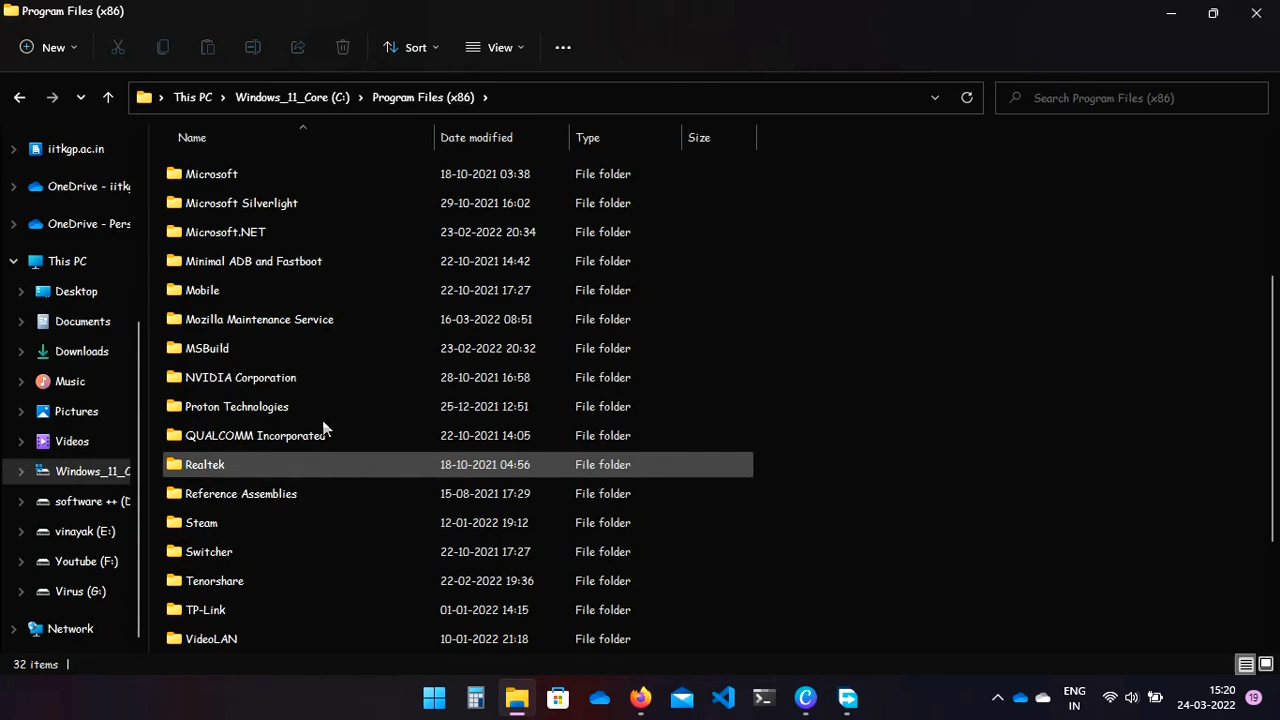 Program Files (x86)
New Sort View
This PC Windows_11_Core (C:) Program Files (x86) Search Program Files (x86)
Name Date modified Type Size
iitkgp.ac.in
OneDrive - iitkg
OneDrive - Pers
This PC
Desktop
Documents
Downloads
Music
Pictures
Videos
Windows_11_C
software ++ (D
vinayak (E:)
Youtube (F:)
Virus (G:)
Network
Microsoft 18-10-2021 03:38 File folder
Microsoft Silverlight 29-10-2021 16:02 File folder
Microsoft.NET 23-02-2022 20:34 File folder
Minimal ADB and Fastboot 22-10-2021 14:42 File folder
Mobile 22-10-2021 17:27 File folder
Mozilla Maintenance Service 16-03-2022 08:51 File folder
MSBuild 23-02-2022 20:32 File folder
NVIDIA Corporation 28-10-2021 16:58 File folder
Proton Technologies 25-12-2021 12:51 File folder
QUALCOMM Incorporated 22-10-2021 14:05 File folder
Realtek 18-10-2021 04:56 File folder
Reference Assemblies 15-08-2021 17:29 File folder
Steam 12-01-2022 19:12 File folder
Switcher 22-10-2021 17:27 File folder
Tenorshare 22-02-2022 19:36 File folder
TP-Link 01-01-2022 14:15 File folder
VideoLAN 10-01-2022 21:18 File folder
32 items
ENG
IN
15:20
24-03-2022
19